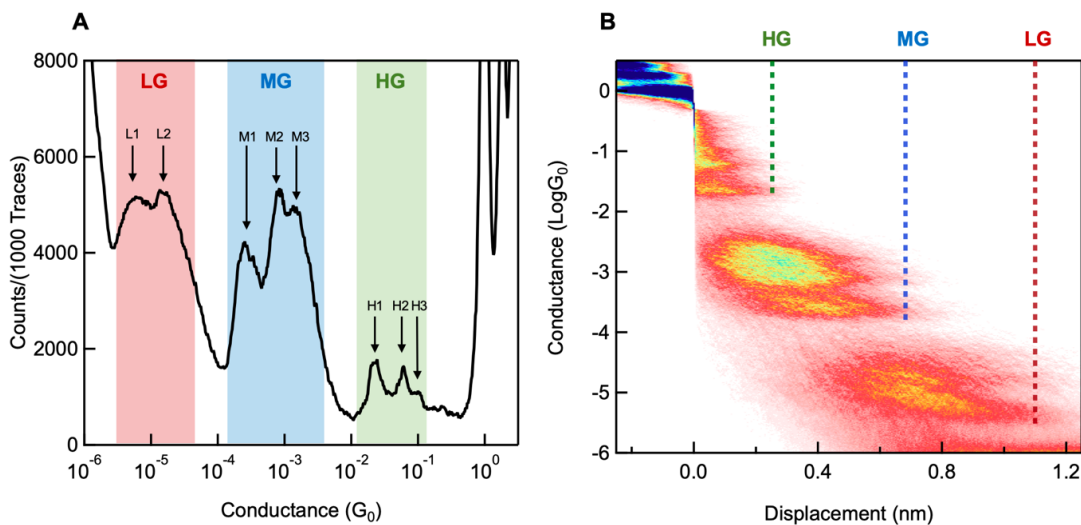 A
8000
6000
4000
2000
0
Counts/(1000 Traces)
LG
MG
HG
L1
L2
M1
M2
M3
H1
H2
H3
10⁻⁶
10⁻⁵
10⁻⁴
10⁻³
10⁻²
10⁻¹
10⁰
Conductance (G₀)
B
HG
MG
LG
0
-1
-2
-3
-4
-5
-6
Conductance (LogG₀)
0.0
0.4
0.8
1.2
Displacement (nm)